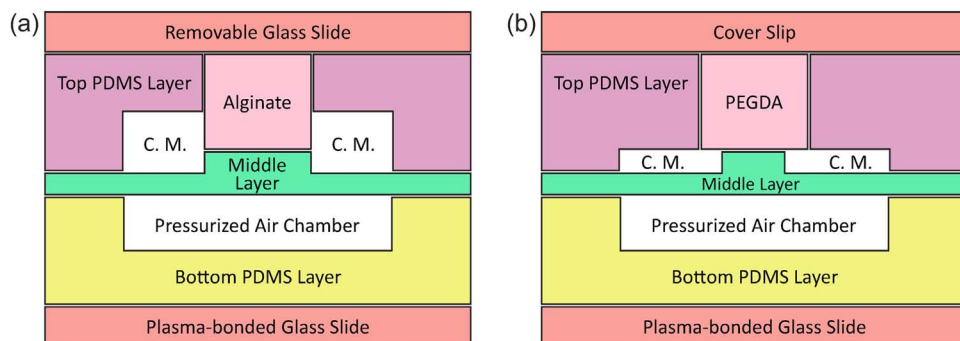 (a)
Removable Glass Slide
Top PDMS Layer
Alginate
C. M.
C. M.
Middle
Layer
Pressurized Air Chamber
Bottom PDMS Layer
Plasma-bonded Glass Slide
(b)
Cover Slip
Top PDMS Layer
PEGDA
C. M.
C. M.
Middle Layer
Pressurized Air Chamber
Bottom PDMS Layer
Plasma-bonded Glass Slide